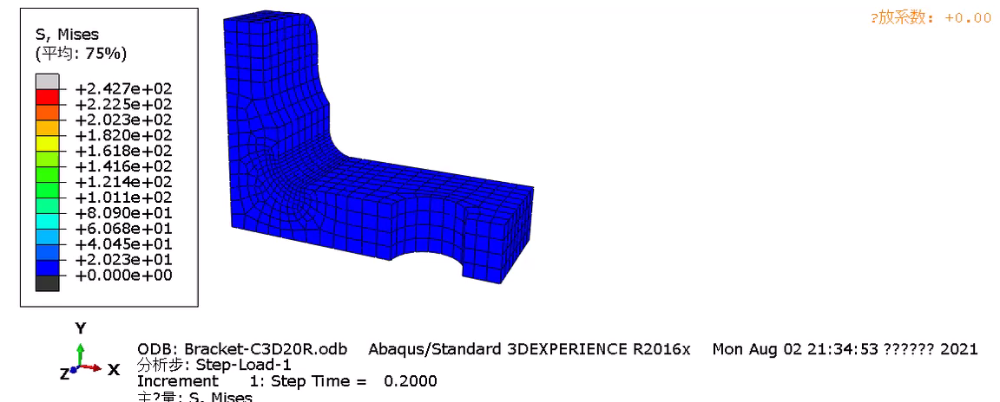 ?放系数: +0.00
S, Mises
(平均: 75%)
+2.427e+02
+2.225e+02
+2.023e+02
+1.820e+02
+1.618e+02
+1.416e+02
+1.214e+02
+1.011e+02
+8.090e+01
+6.068e+01
+4.045e+01
+2.023e+01
+0.000e+00
Y
Z X
ODB: Bracket-C3D20R.odb Abaqus/Standard 3DEXPERIENCE R2016x Mon Aug 02 21:34:53 ?????? 2021
分析步: Step-Load-1
Increment 1: Step Time = 0.2000
主?量: S, Mises